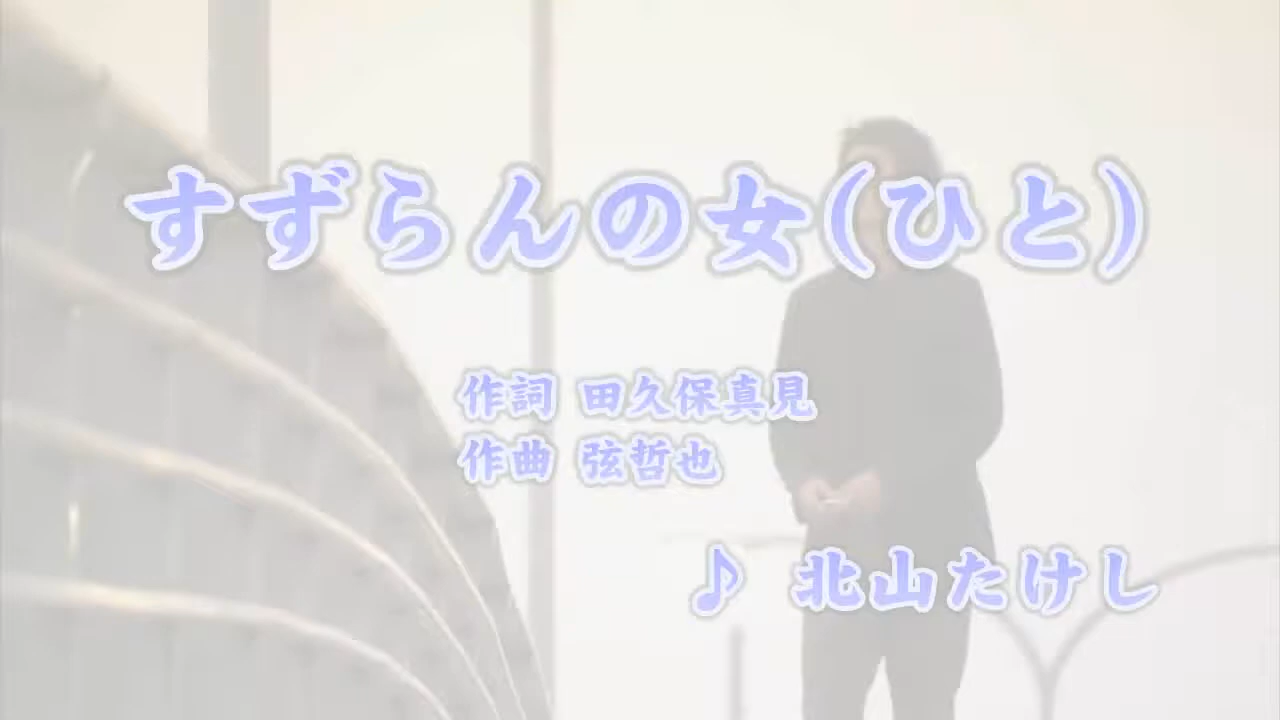 すずらんの女(ひと)
作詞 田久保真見
作曲 弦哲也
♪ 北山たけし